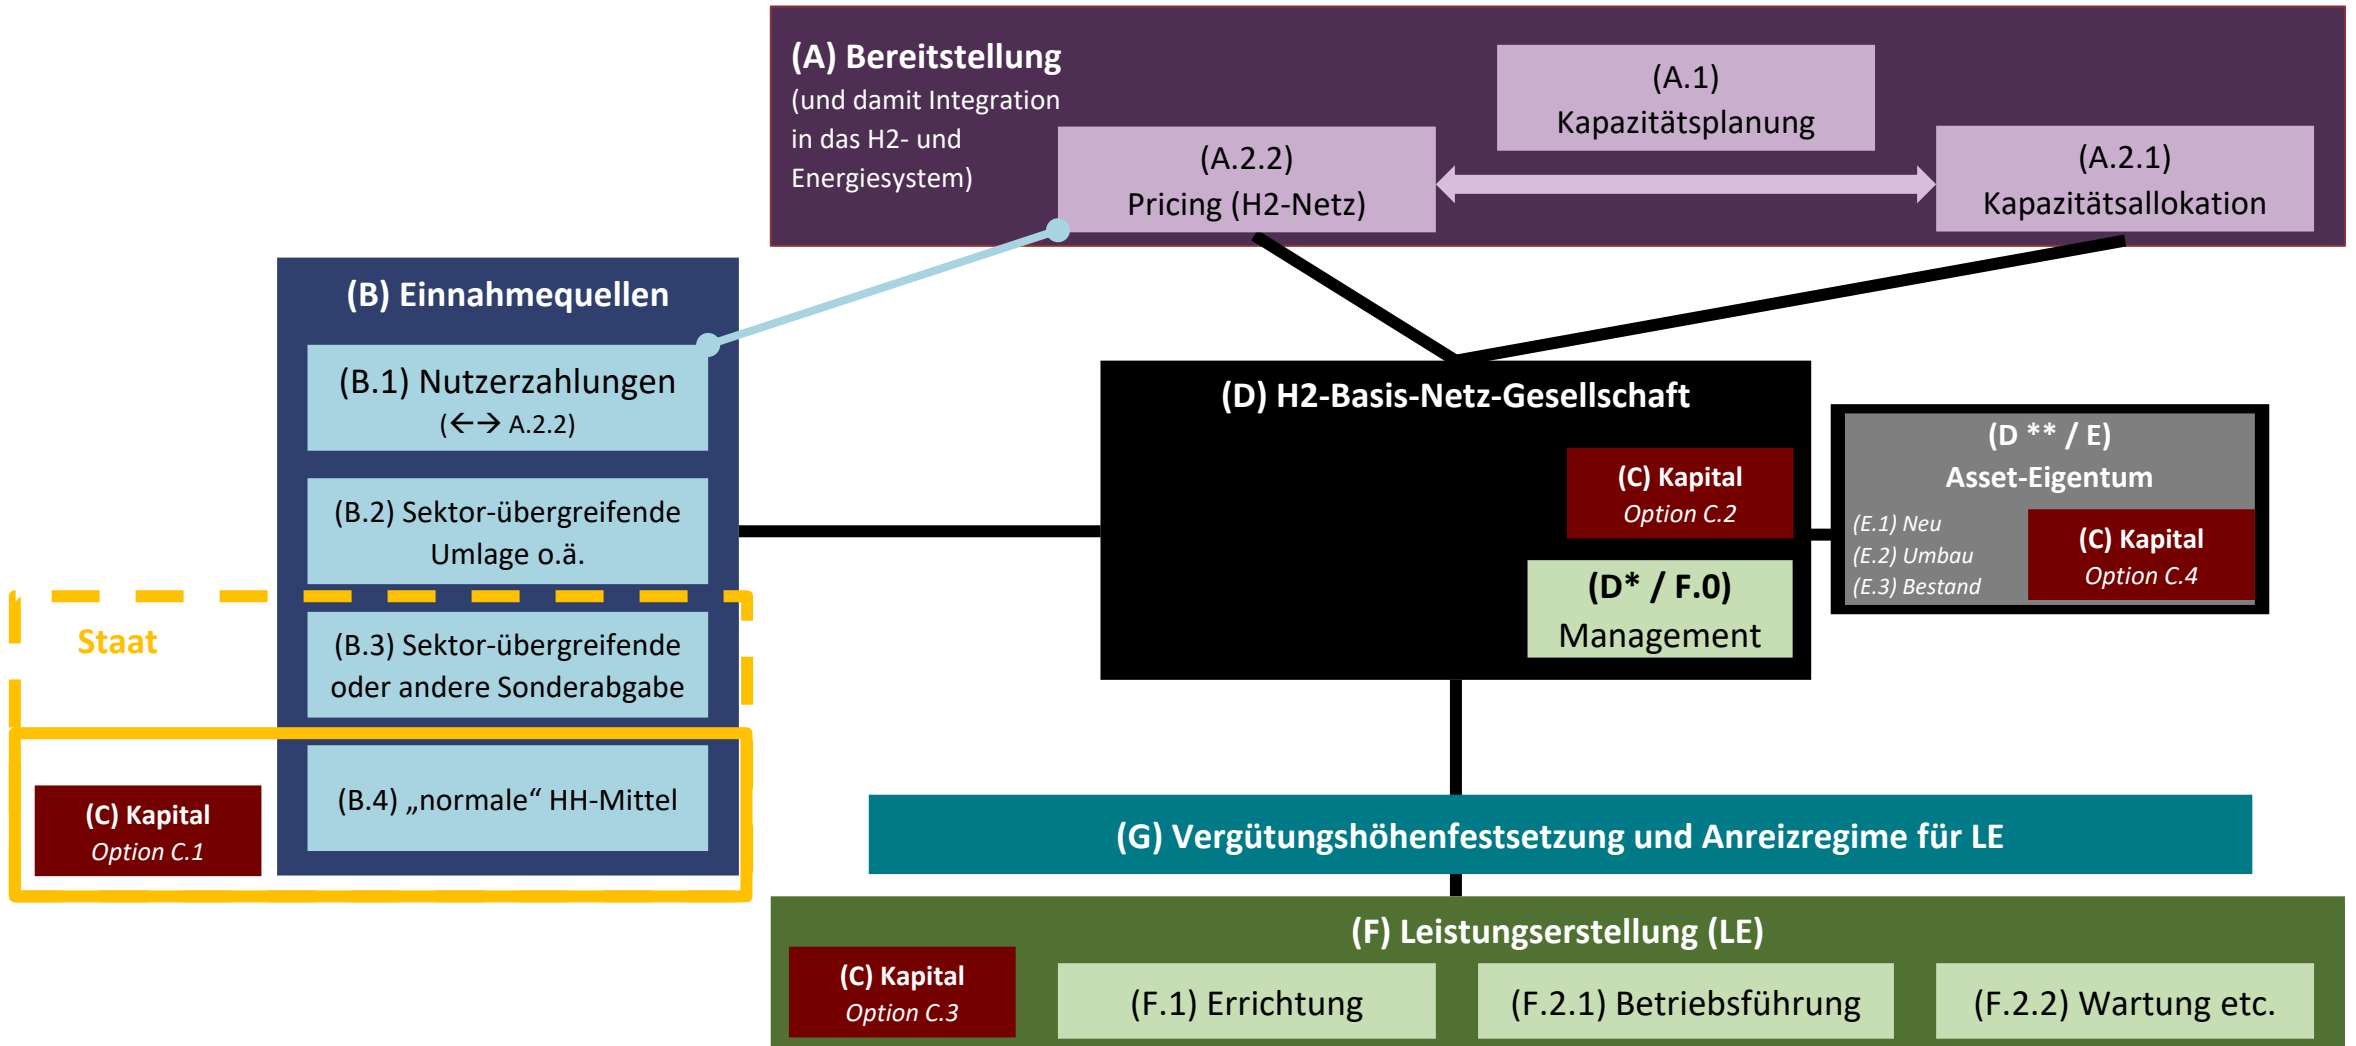 (A) Bereitstellung
(und damit Integration
in das H2- und
Energiesystem)
(A.1)
Kapazitätsplanung
(A.2.2)
Pricing (H2-Netz)
(A.2.1)
Kapazitätsallokation
(B) Einnahmequellen
(B.1) Nutzerzahlungen
(←→ A.2.2)
(B.2) Sektor-übergreifende
Umlage o.ä.
Staat
(B.3) Sektor-übergreifende
oder andere Sonderabgabe
(B.4) „normale“ HH-Mittel
(C) Kapital
Option C.1
(D) H2-Basis-Netz-Gesellschaft
(C) Kapital
Option C.2
(D* / F.0)
Management
(D ** / E)
Asset-Eigentum
(E.1) Neu
(E.2) Umbau
(E.3) Bestand
(C) Kapital
Option C.4
(G) Vergütungshöhenfestsetzung und Anreizregime für LE
(F) Leistungserstellung (LE)
(C) Kapital
Option C.3
(F.1) Errichtung
(F.2.1) Betriebsführung
(F.2.2) Wartung etc.